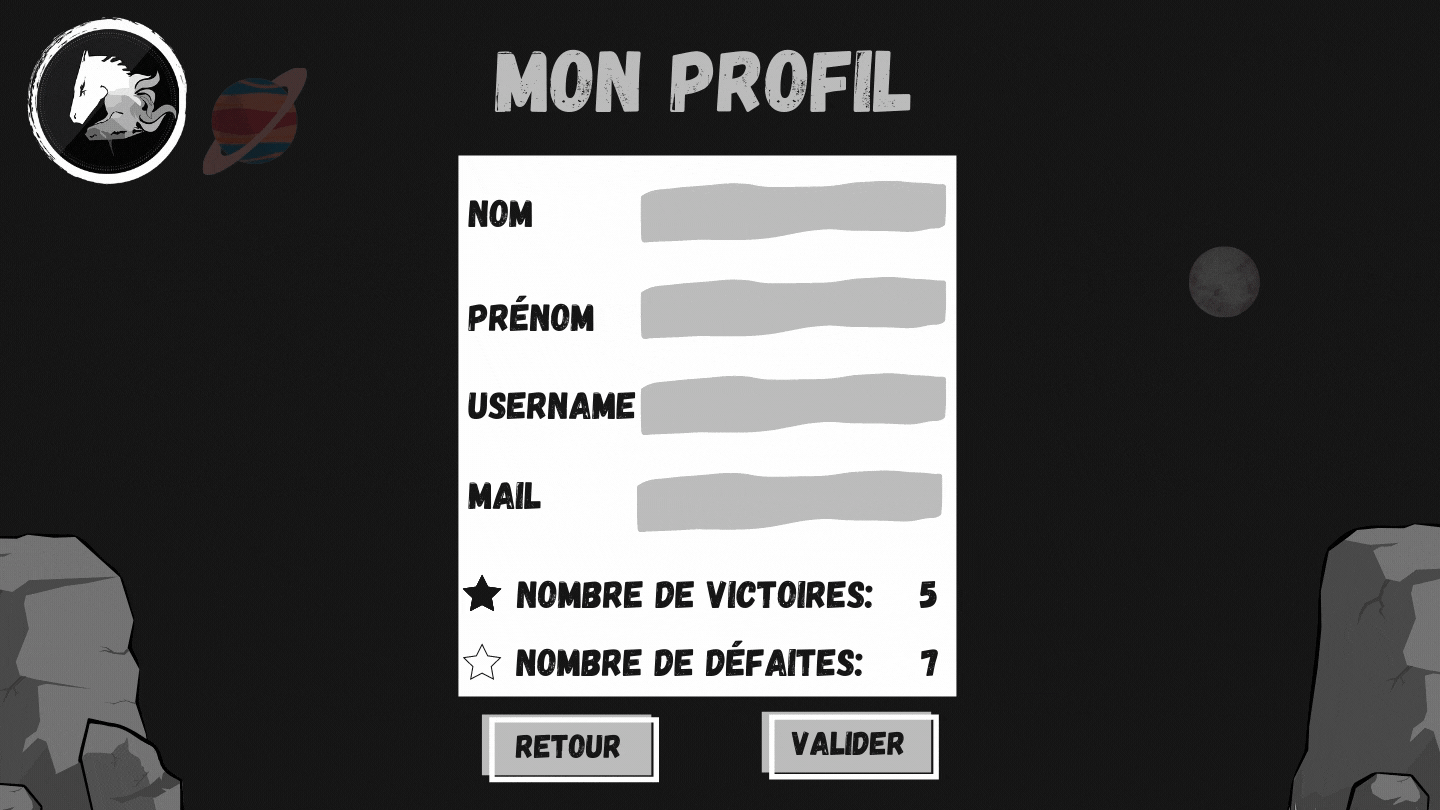 MON PROFIL
NOM
PRÉNOM
USERNAME
MAIL
NOMBRE DE VICTOIRES: 5
NOMBRE DE DÉFAITES: 7
RETOUR
VALIDER